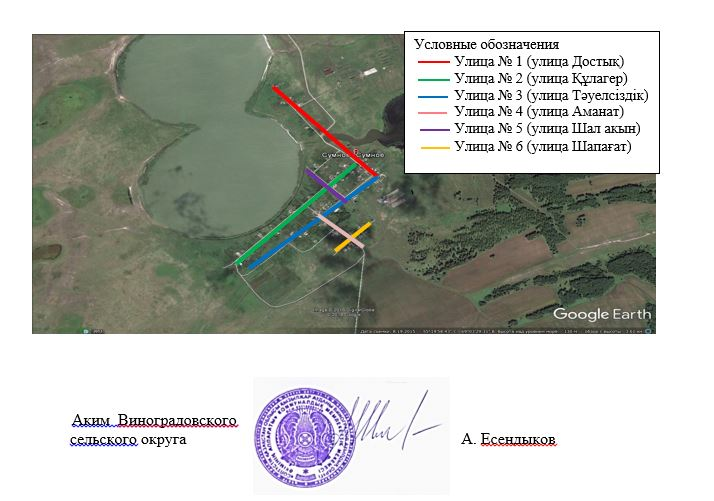 Условные обозначения
Улица № 1 (улица Достық)
Улица № 2 (улица Құлагер)
Улица № 3 (улица Тәуелсіздік)
Улица № 4 (улица Аманат)
Улица № 5 (улица Шал акын)
Улица № 6 (улица Шапағат)
Сумное Сумное
Google Earth
Аким Виноградовского
сельского округа
А. Есендыков